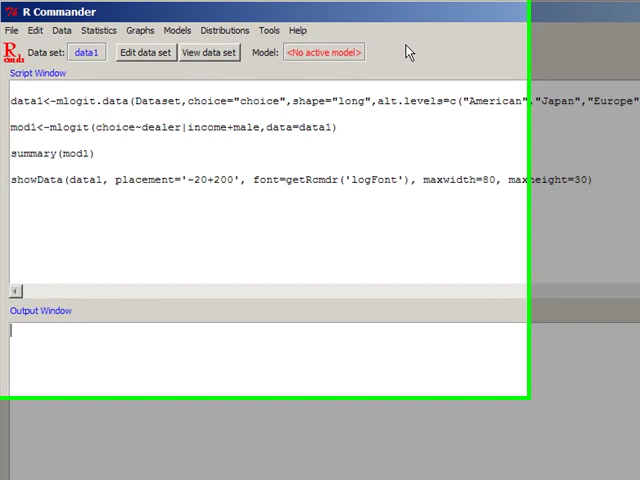 R Commander
File Edit Data Statistics Graphs Models Distributions Tools Help
R cmdr Data set: data1 Edit data set View data set Model: <No active model>
Script Window
data1<-mlogit.data(Dataset,choice="choice",shape="long",alt.levels=c("American","Japan","Europe"
mod1<-mlogit(choice~dealer|income+male,data=data1)
summary(mod1)
showData(data1, placement='-20+200', font=getRcmdr('logFont'), maxwidth=80, maxheight=30)
Output Window